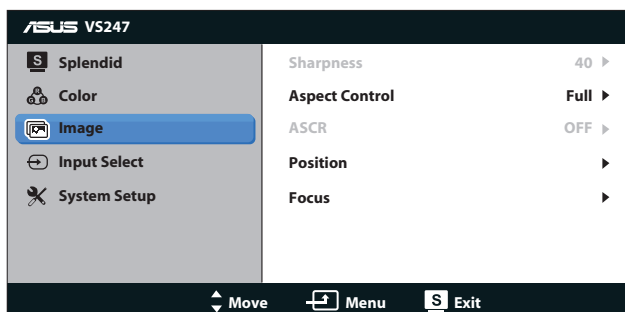 ASUS VS247
S Splendid
Color
Image
Input Select
System Setup
Sharpness 40
Aspect Control Full
ASCR OFF
Position
Focus
Move Menu S Exit